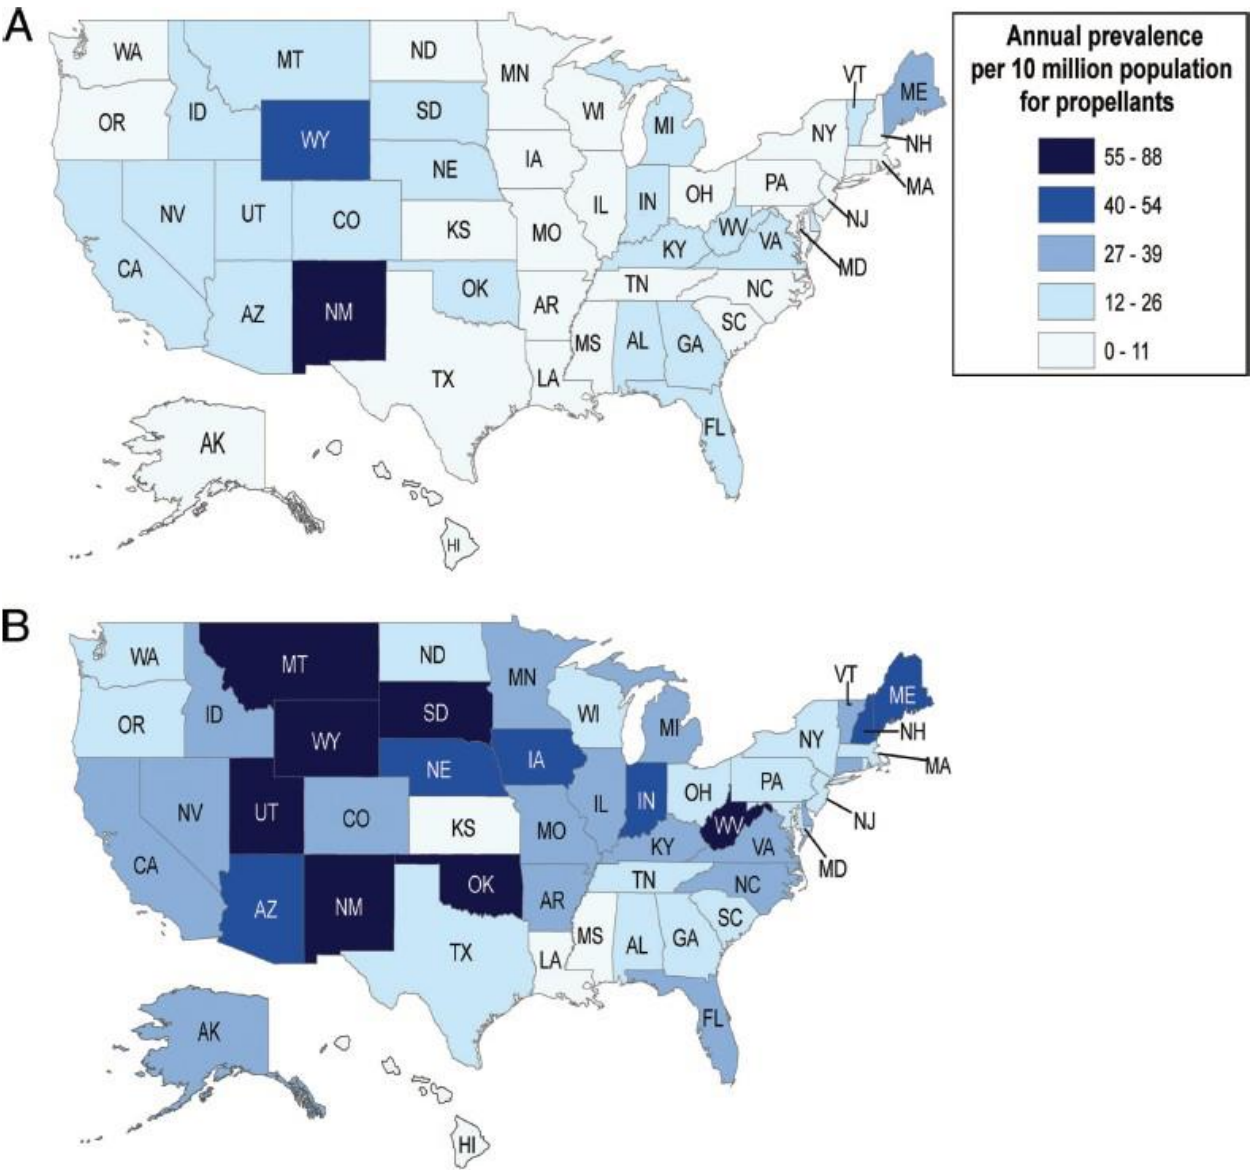 A
Annual prevalence
per 10 million population
for propellants
55 - 88
40 - 54
27 - 39
12 - 26
0 - 11
WA
MT
ND
MN
OR
ID
WY
SD
WI
MI
VT
ME
NY
NH
MA
NV
UT
CO
NE
IA
IL
IN
OH
PA
NJ
CA
KS
MO
KY
WV
VA
MD
AZ
NM
OK
AR
TN
NC
SC
TX
LA
MS
AL
GA
FL
AK
HI
B
WA
MT
ND
MN
OR
ID
WY
SD
WI
MI
VT
ME
NY
NH
MA
NV
UT
CO
NE
IA
IL
IN
OH
PA
NJ
CA
KS
MO
KY
WV
VA
MD
AZ
NM
OK
AR
TN
NC
SC
TX
LA
MS
AL
GA
FL
AK
HI